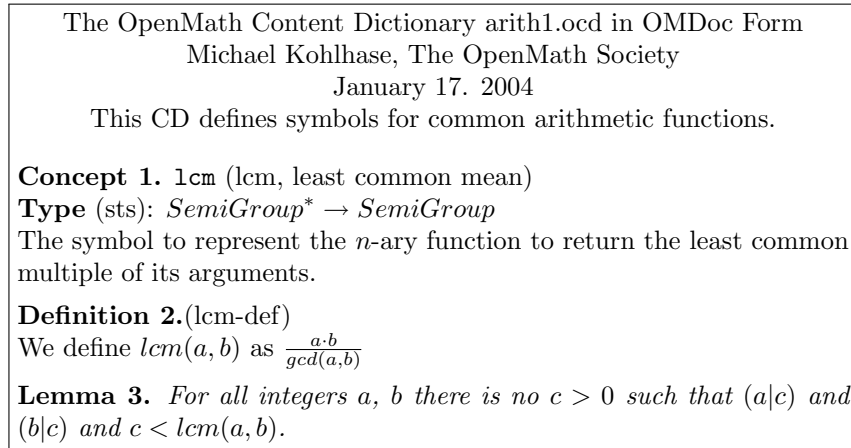 The OpenMath Content Dictionary arith1.ocd in OMDoc Form
Michael Kohlhase, The OpenMath Society
January 17. 2004
This CD defines symbols for common arithmetic functions.
Concept 1. lcm (lcm, least common mean)
Type (sts): SemiGroup* → SemiGroup
The symbol to represent the n-ary function to return the least common
multiple of its arguments.
Definition 2.(lcm-def)
We define lcm(a, b) as \frac{a·b}{gcd(a,b)}
Lemma 3. For all integers a, b there is no c > 0 such that (a|c) and
(b|c) and c < lcm(a, b).